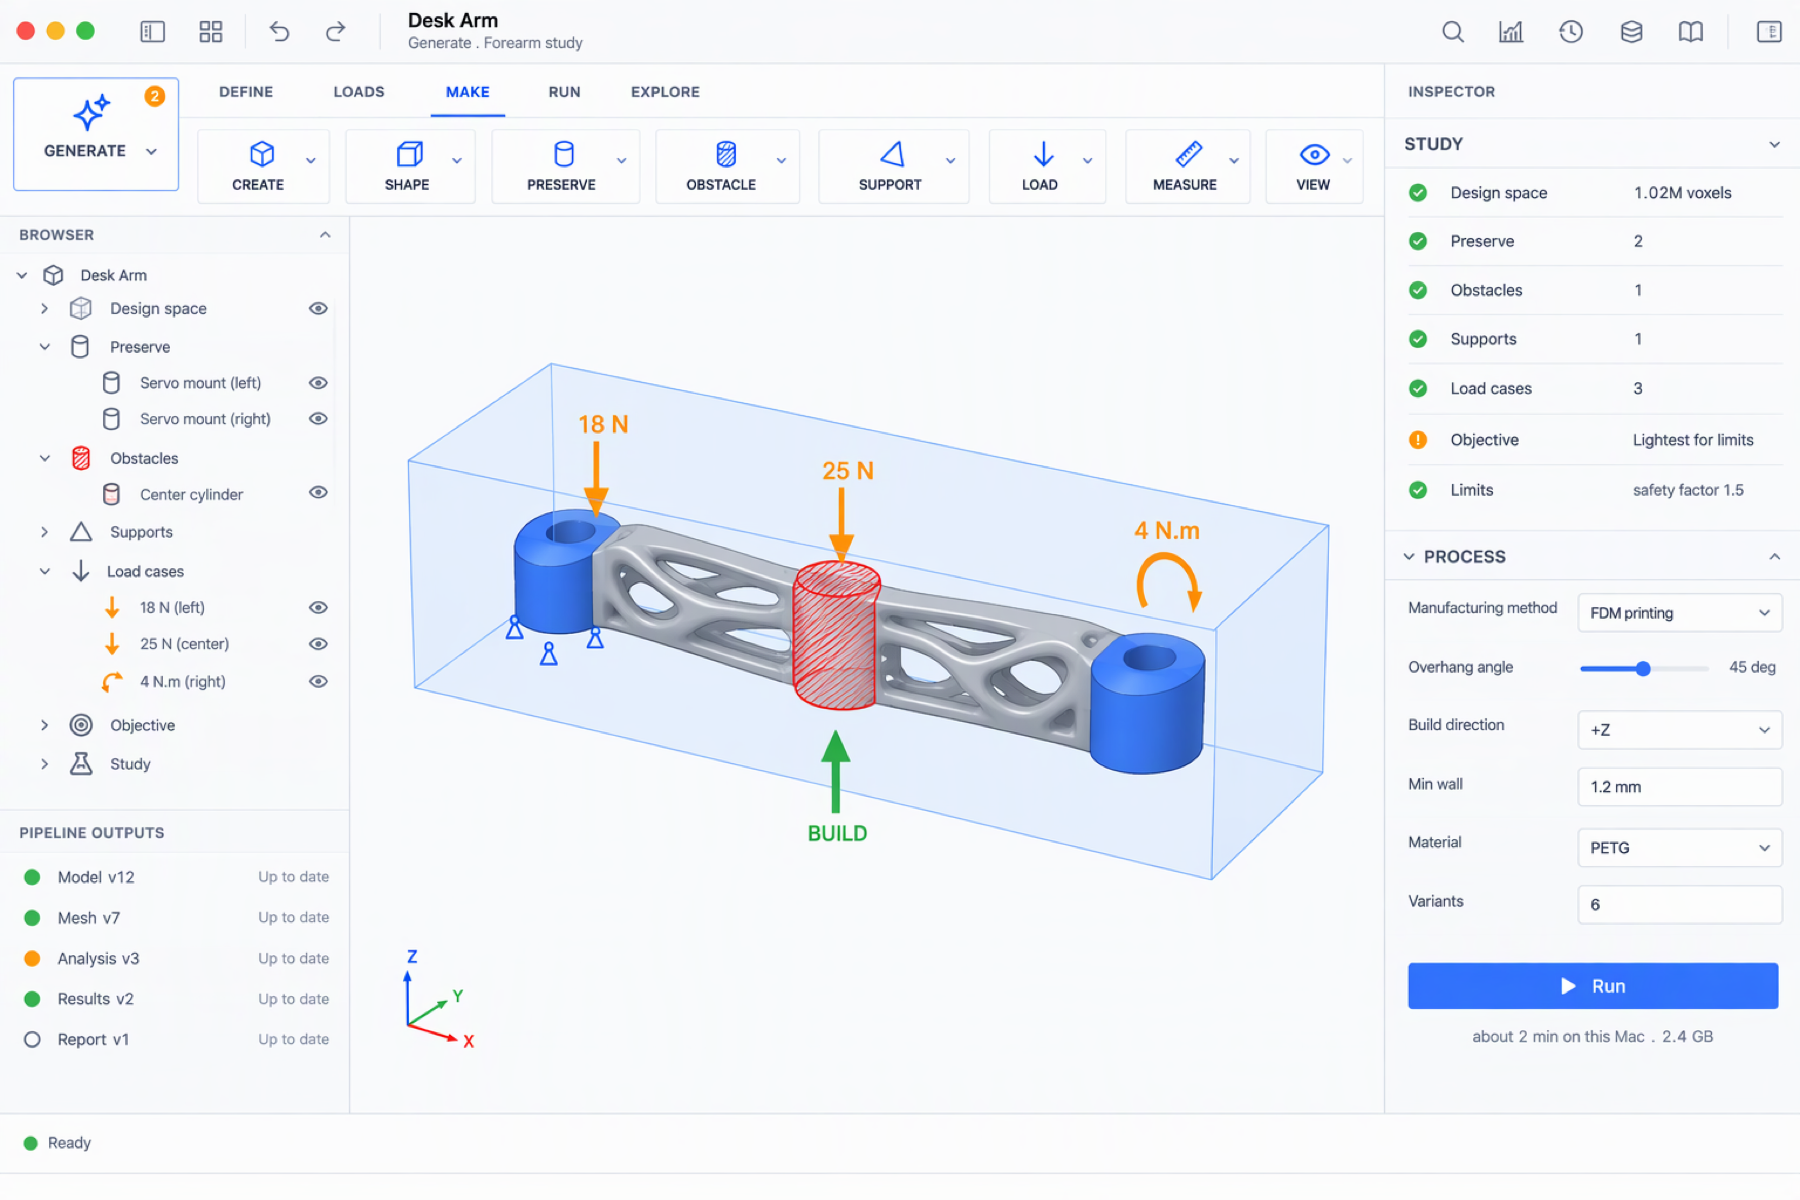 Desk Arm
Generate . Forearm study
2
GENERATE
DEFINE
LOADS
MAKE
RUN
EXPLORE
CREATE
SHAPE
PRESERVE
OBSTACLE
SUPPORT
LOAD
MEASURE
VIEW
BROWSER
Desk Arm
Design space
Preserve
Servo mount (left)
Servo mount (right)
Obstacles
Center cylinder
Supports
Load cases
18 N (left)
25 N (center)
4 N.m (right)
Objective
Study
PIPELINE OUTPUTS
Model v12 Up to date
Mesh v7 Up to date
Analysis v3 Up to date
Results v2 Up to date
Report v1 Up to date
Ready
18 N
25 N
4 N.m
BUILD
Z
Y
X
INSPECTOR
STUDY
Design space 1.02M voxels
Preserve 2
Obstacles 1
Supports 1
Load cases 3
Objective Lightest for limits
Limits safety factor 1.5
PROCESS
Manufacturing method FDM printing
Overhang angle 45 deg
Build direction +Z
Min wall 1.2 mm
Material PETG
Variants 6
Run
about 2 min on this Mac . 2.4 GB